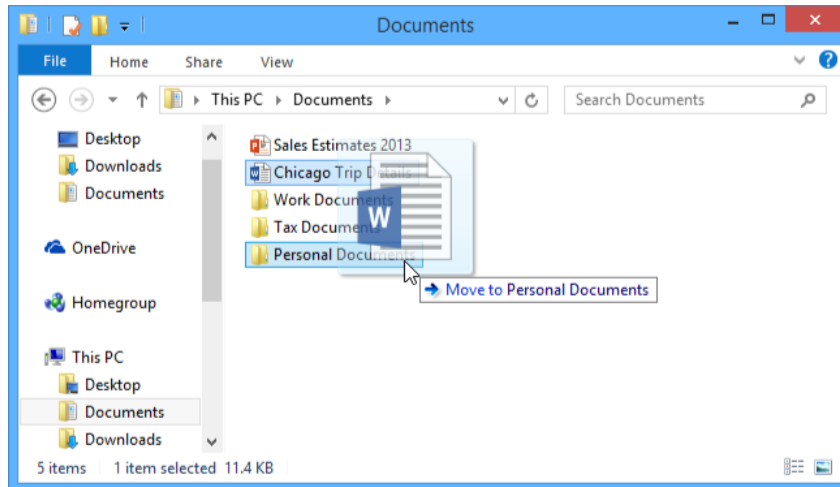 Documents
File Home Share View
This PC Documents
Search Documents
Desktop
Downloads
Documents
OneDrive
Homegroup
This PC
Desktop
Documents
Downloads
Sales Estimates 2013
Chicago Trip Details
Work Documents
Tax Documents
Personal Documents
W
Move to Personal Documents
5 items 1 item selected 11.4 KB